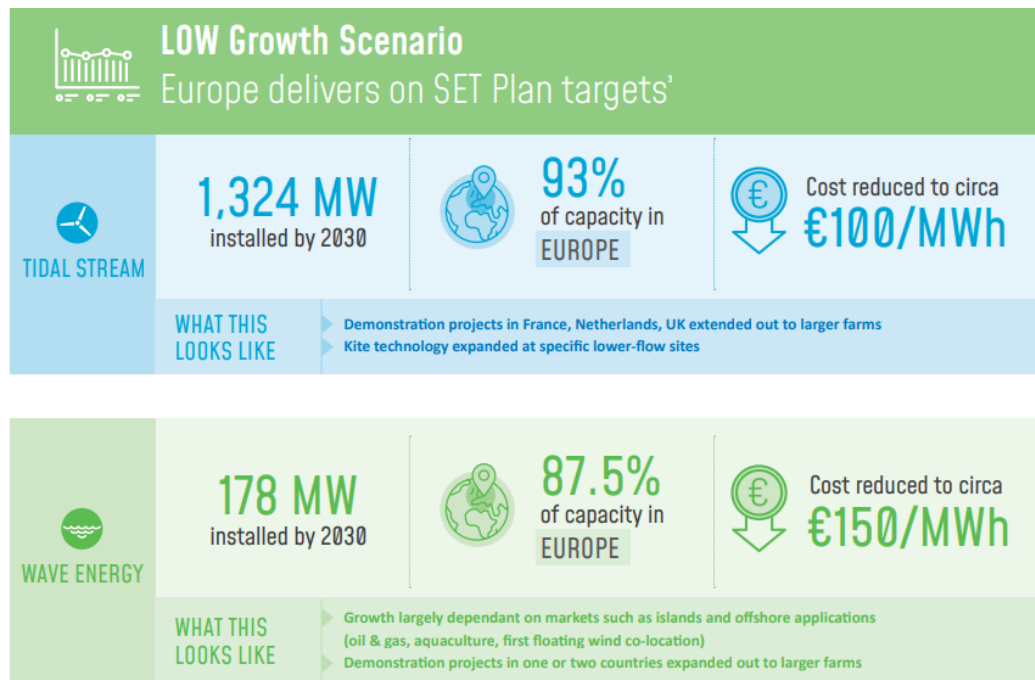 LOW Growth Scenario
Europe delivers on SET Plan targets³
TIDAL STREAM
1,324 MW
installed by 2030
93%
of capacity in
EUROPE
€
Cost reduced to circa
€100/MWh
WHAT THIS
LOOKS LIKE
Demonstration projects in France, Netherlands, UK extended out to larger farms
Kite technology expanded at specific lower-flow sites
WAVE ENERGY
178 MW
installed by 2030
87.5%
of capacity in
EUROPE
€
Cost reduced to circa
€150/MWh
WHAT THIS
LOOKS LIKE
Growth largely dependant on markets such as islands and offshore applications
(oil & gas, aquaculture, first floating wind co-location)
Demonstration projects in one or two countries expanded out to larger farms